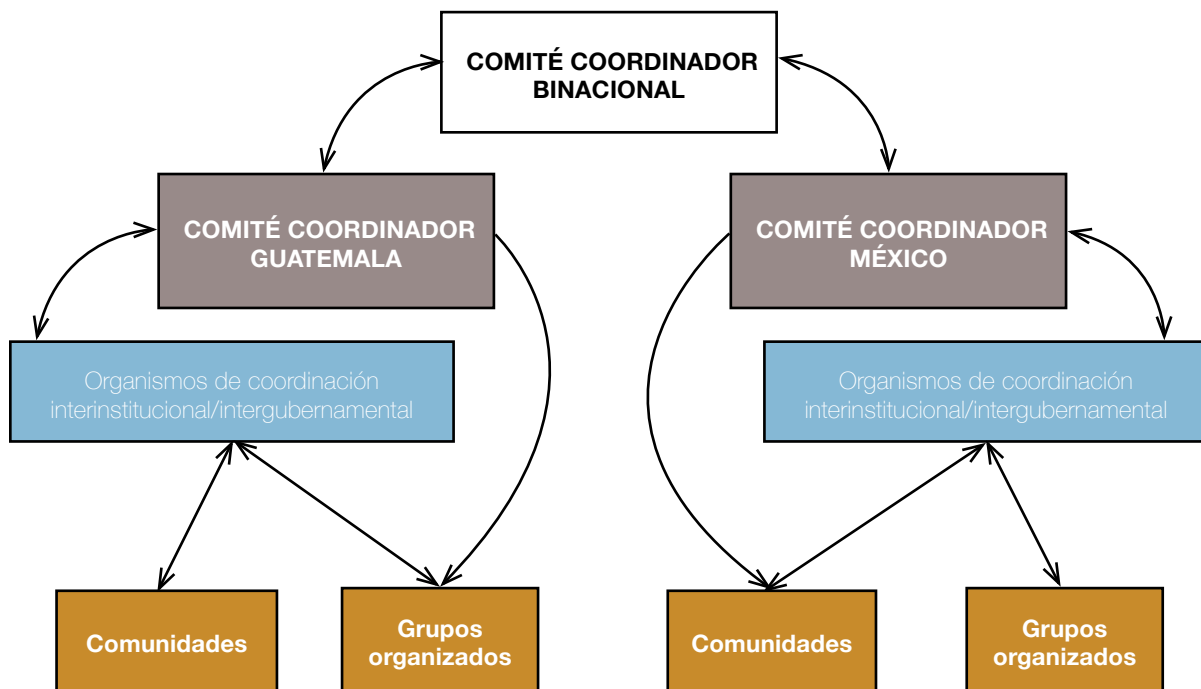 COMITÉ COORDINADOR
BINACIONAL
COMITÉ COORDINADOR
GUATEMALA
COMITÉ COORDINADOR
MÉXICO
Organismos de coordinación
interinstitucional/intergubernamental
Organismos de coordinación
interinstitucional/intergubernamental
Comunidades
Grupos
organizados
Comunidades
Grupos
organizados